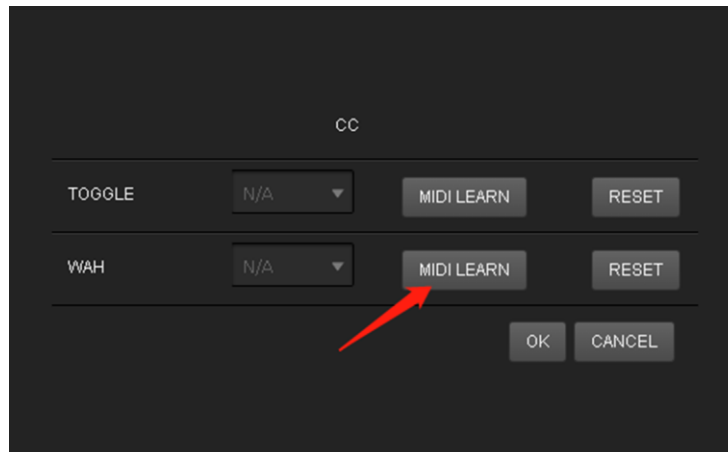 CC
TOGGLE N/A MIDI LEARN RESET
WAH N/A MIDI LEARN RESET
OK CANCEL